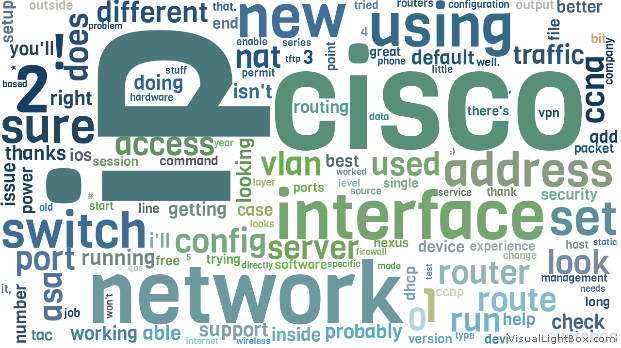 outside
different
that.
tried
routers
configuration
output
better
setup
problem
end
new
4
using
file
does
you'll
!
enable
series
great
default
well.
traffic
bit
company
stuff
nat
tftp
3
point
phone
little
*
based
doing
permit
hardware
isn't
ip
cisco
ccna
2
right
routing
data
there's
vpn
sure
add
packet
thanks
ios
access
year
looking
session
command
vlan
best
worked
used
:)
address
issue
power
layer
level
ports
source
single
service
thank
security
old
#
start
line
getting
case
looks
interface
set
switch
i'll
config
server
nexus
device
experience
host
static
firewall
change
port
running
free
s
trying
directly
software
specific
mode
look
qos
dhcp
test
router
management
needs
it,
number
asa
job
won't
network
o
1
ccnp
route
long
run
help
check
tac
working
able
support
internet
wireless
inside
probably
version
type
VisualLightBox.com